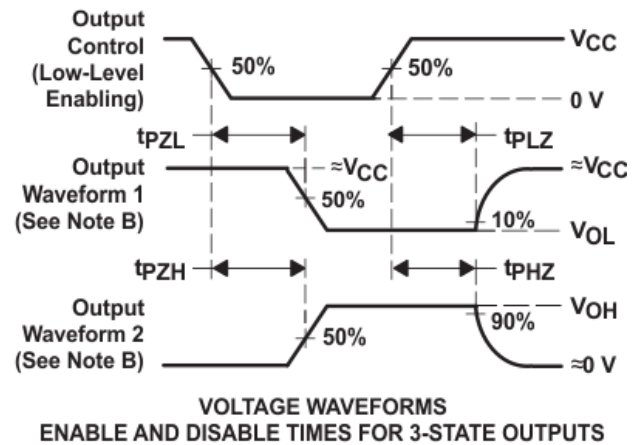 Output
Control
(Low-Level
Enabling)
50%
50%
VCC
0 V
tPZL
tPLZ
Output
Waveform 1
(See Note B)
≈VCC
50%
≈VCC
10%
VOL
tPZH
tPHZ
Output
Waveform 2
(See Note B)
50%
VOH
90%
≈0 V
VOLTAGE WAVEFORMS
ENABLE AND DISABLE TIMES FOR 3-STATE OUTPUTS